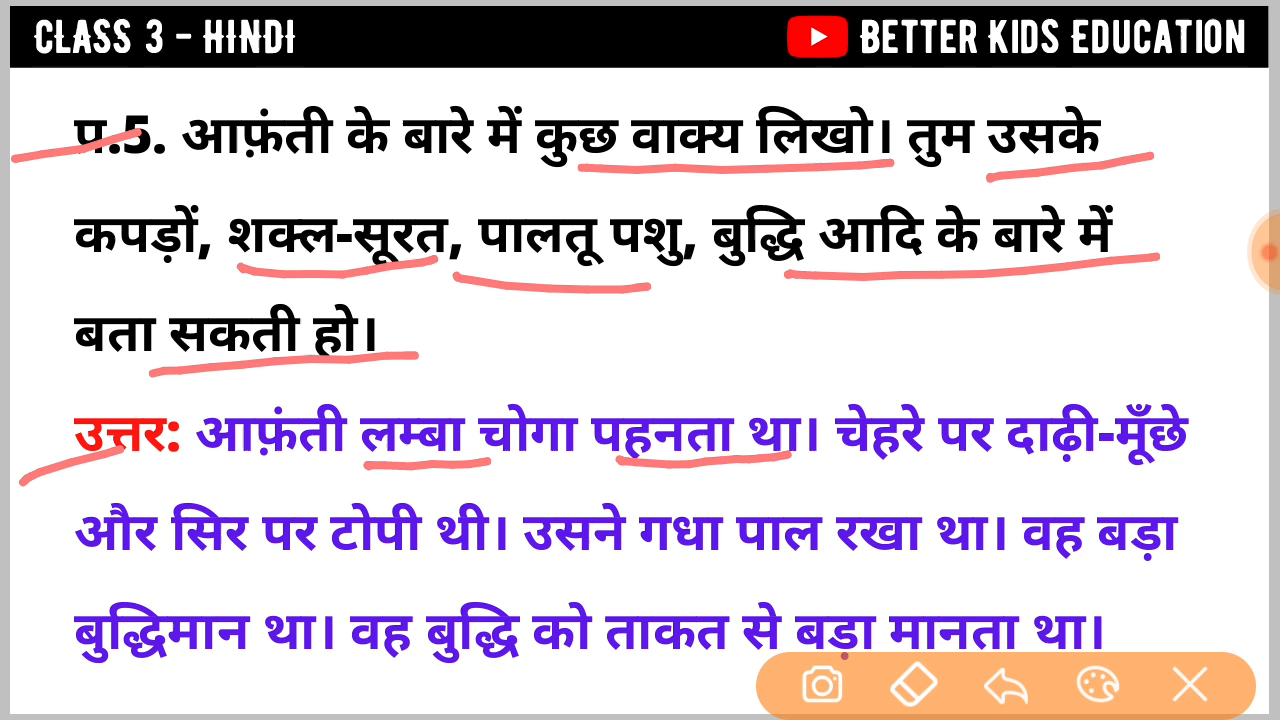 CLASS 3 - HINDI
BETTER KIDS EDUCATION
प्र.5. आफ़ंती के बारे में कुछ वाक्य लिखो। तुम उसके
कपड़ों, शक्ल-सूरत, पालतू पशु, बुद्धि आदि के बारे में
बता सकती हो।
उत्तर: आफ़ंती लम्बा चोगा पहनता था। चेहरे पर दाढ़ी-मूँछे
और सिर पर टोपी थी। उसने गधा पाल रखा था। वह बड़ा
बुद्धिमान था। वह बुद्धि को ताकत से बड़ा मानता था।